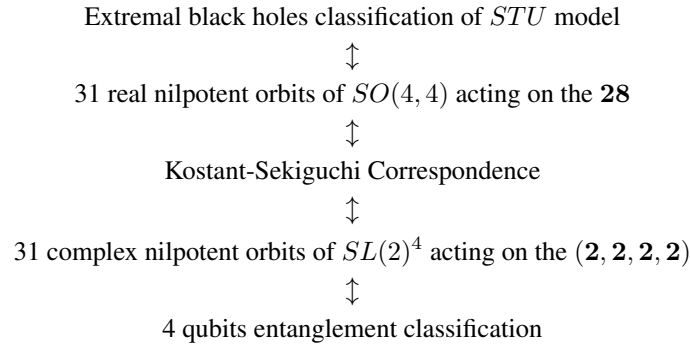 Extremal black holes classification of STU model
↕
31 real nilpotent orbits of SO(4, 4) acting on the 28
↕
Kostant-Sekiguchi Correspondence
↕
31 complex nilpotent orbits of SL(2)⁴ acting on the (2, 2, 2, 2)
↕
4 qubits entanglement classification